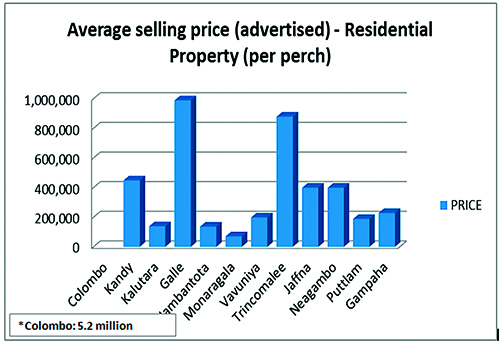 Average selling price (advertised) - Residential
Property (per perch)
1,000,000
800,000
600,000
400,000
200,000
0
Colombo
Kandy
Kalutara
Galle
Monaragala
Vavuniya
Trincomalee
Jaffna
Neagambo
Puttlam
Gampaha
PRICE
*Colombo: 5.2 million